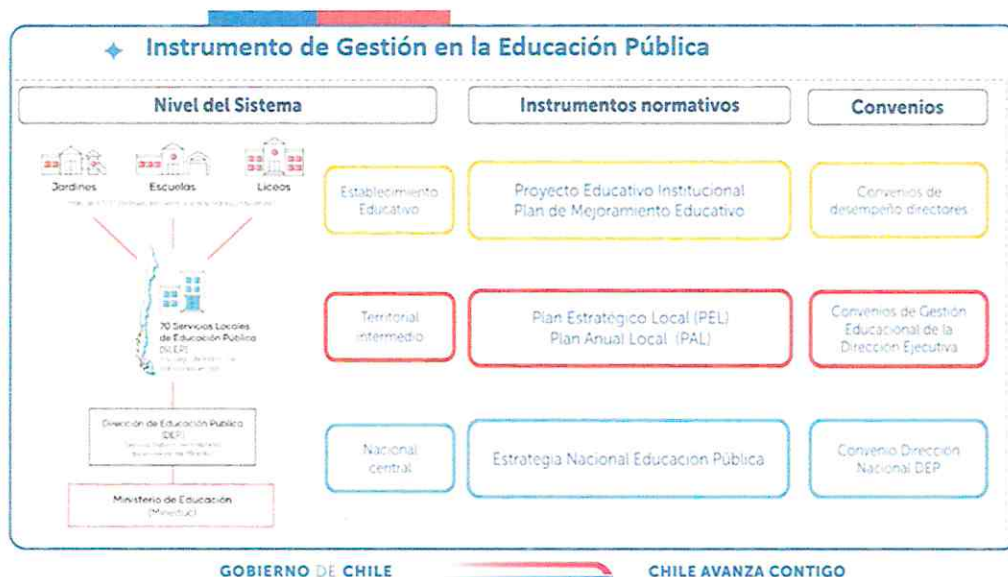 Instrumento de Gestión en la Educación Pública
Nivel del Sistema
Instrumentos normativos
Convenios
Jardines
Escuelas
Liceos
Establecimiento
Educativo
Proyecto Educativo Institucional
Plan de Mejoramiento Educativo
Convenios de
desempeño directores
70 Servicios Locales
de Educación Pública
(SLEP)
Territorial
intermedio
Plan Estratégico Local (PEL)
Plan Anual Local (PAL)
Convenios de Gestión
Educacional de la
Dirección Ejecutiva
Dirección de Educación Pública
(DEP)
Ministerio de Educación
(Mineduc)
Nacional
central
Estrategia Nacional Educación Pública
Convenio Dirección
Nacional DEP
GOBIERNO DE CHILE
CHILE AVANZA CONTIGO